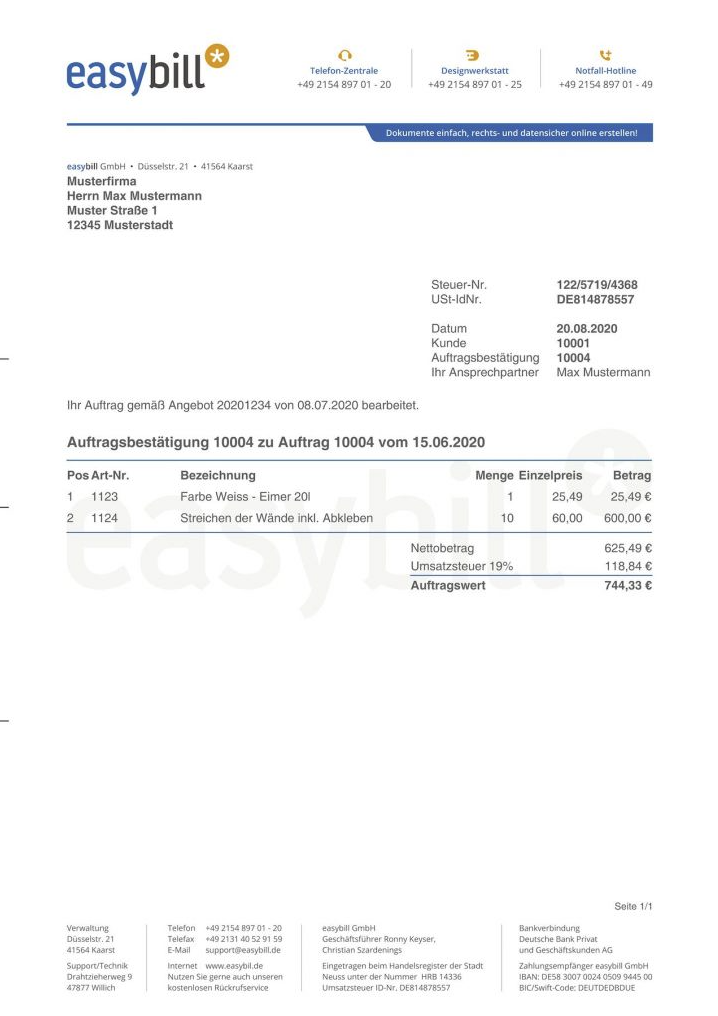 easybill
Telefon-Zentrale
+49 2154 897 01 - 20
Designwerkstatt
+49 2154 897 01 - 25
Notfall-Hotline
+49 2154 897 01 - 49
Dokumente einfach, rechts- und datensicher online erstellen!
easybill GmbH • Düsselstr. 21 • 41564 Kaarst
Musterfirma
Herrn Max Mustermann
Muster Straße 1
12345 Musterstadt
Steuer-Nr. 122/5719/4368
USt-IdNr. DE814878557
Datum 20.08.2020
Kunde 10001
Auftragsbestätigung 10004
Ihr Ansprechpartner Max Mustermann
Ihr Auftrag gemäß Angebot 20201234 von 08.07.2020 bearbeitet.
Auftragsbestätigung 10004 zu Auftrag 10004 vom 15.06.2020
Pos Art-Nr. Bezeichnung Menge Einzelpreis Betrag
1 1123 Farbe Weiss - Eimer 20l 1 25,49 25,49 €
2 1124 Streichen der Wände inkl. Abkleben 10 60,00 600,00 €
Nettobetrag 625,49 €
Umsatzsteuer 19% 118,84 €
Auftragswert 744,33 €
easybill
Seite 1/1
Verwaltung
Düsselstr. 21
41564 Kaarst
Support/Technik
Drahtzieherweg 9
47877 Willich
Telefon +49 2154 897 01 - 20
Telefax +49 2131 40 52 91 59
E-Mail support@easybill.de
Internet www.easybil.de
Nutzen Sie gerne auch unseren
kostenlosen Rückrufservice
easybill GmbH
Geschäftsführer Ronny Keyser,
Christian Szardenings
Eingetragen beim Handelsregister der Stadt
Neuss unter der Nummer HRB 14336
Umsatzsteuer ID-Nr. DE814878557
Bankverbindung
Deutsche Bank Privat
und Geschäftskunden AG
Zahlungsempfänger easybill GmbH
IBAN: DE58 3007 0024 0509 9445 00
BIC/Swift-Code: DEUTDEDBDUE